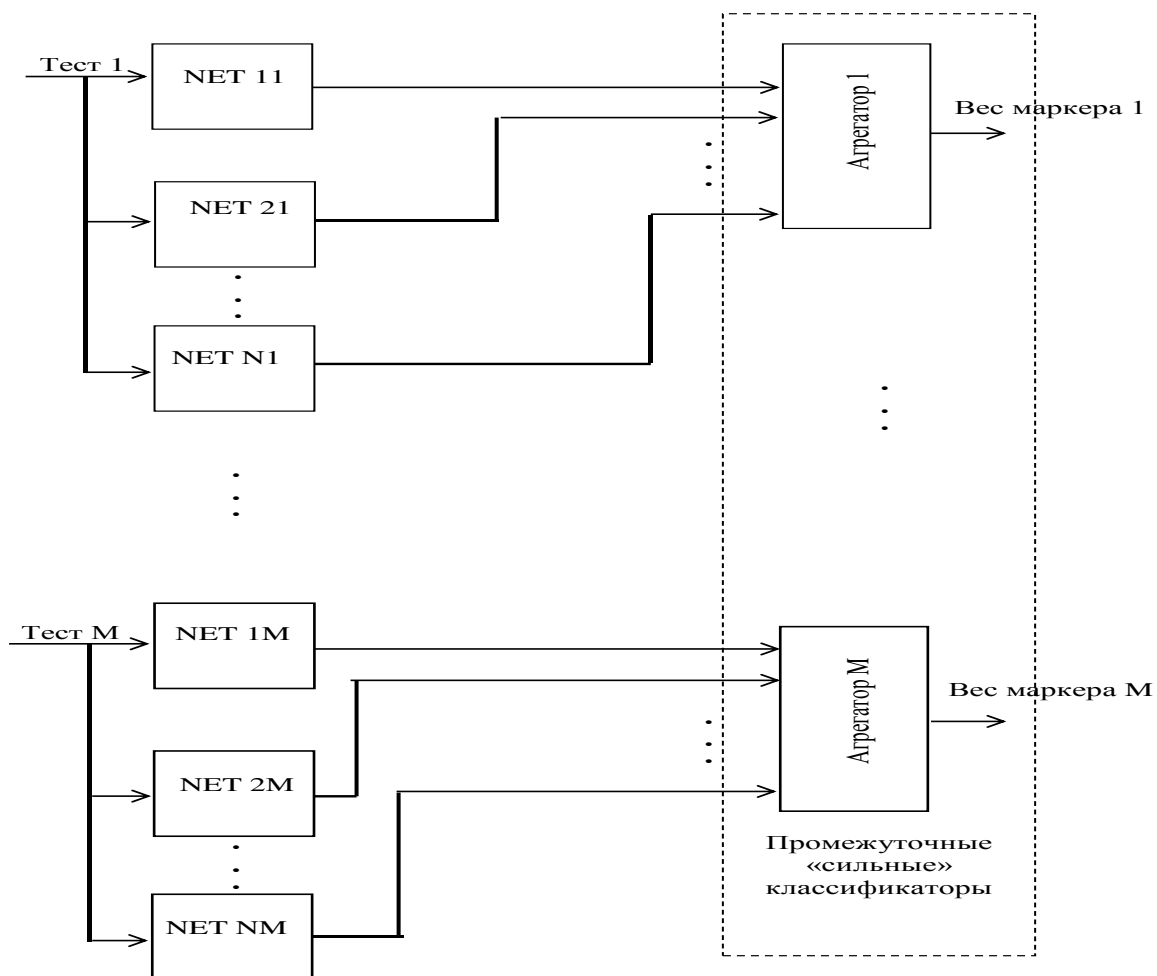 Тест 1
NET 11
Агрегатор 1
Вес маркера 1
NET 21
NET N1
Тест M
NET 1M
Агрегатор M
Вес маркера M
NET 2M
NET NM
Промежуточные
«сильные»
классификаторы